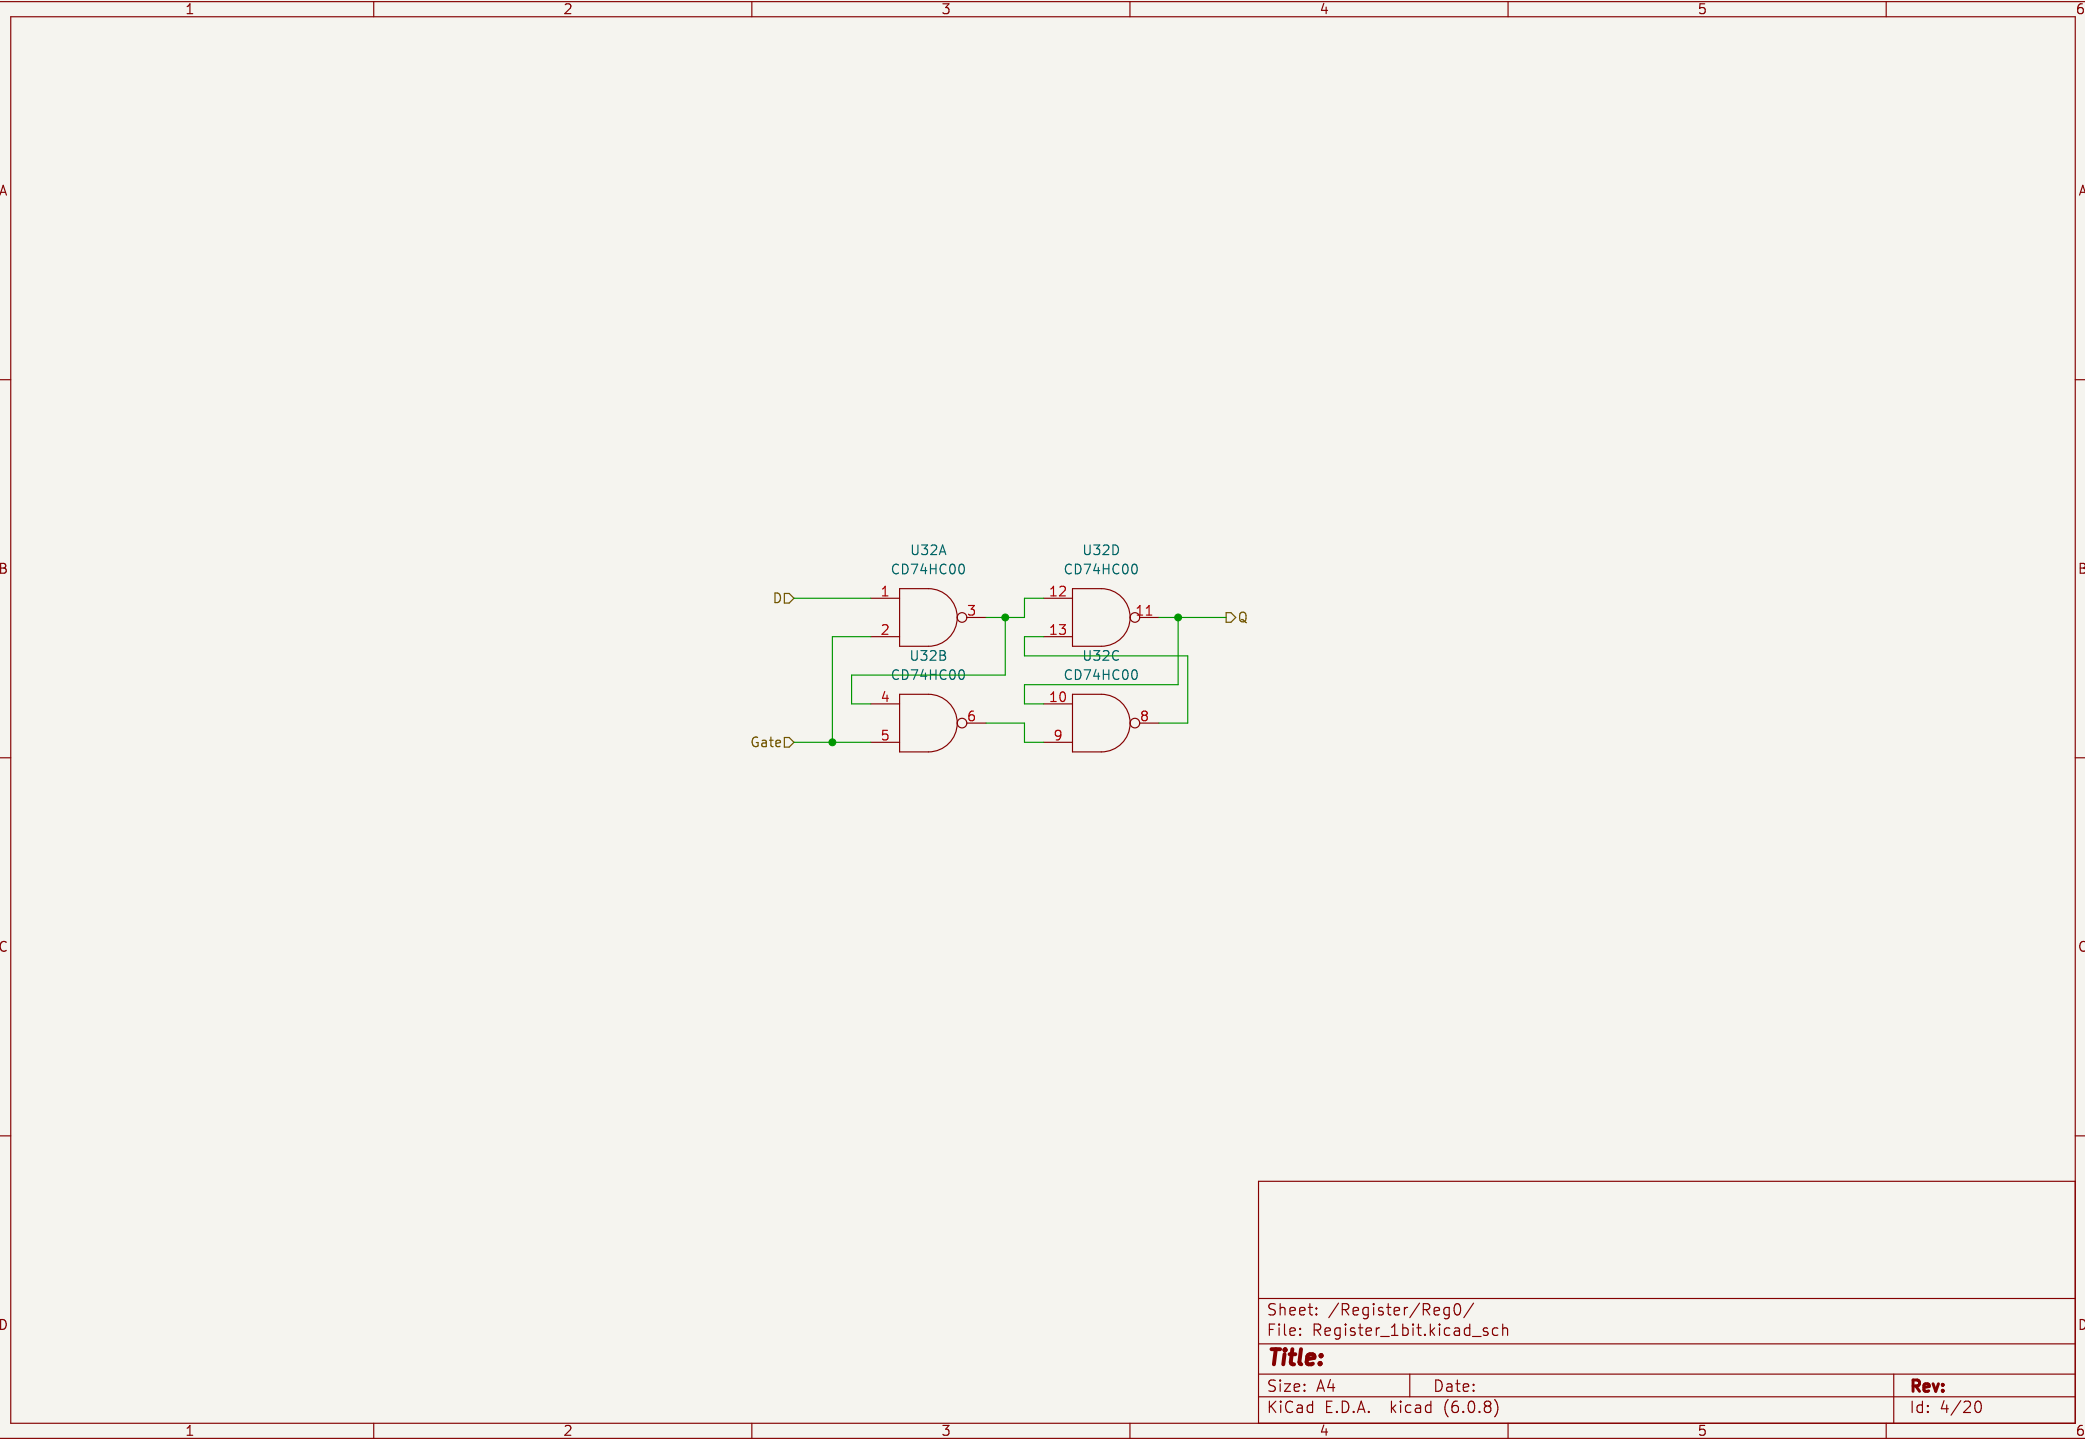 1 2 3 4 5 6
A A
U32A U32D
CD74HC00 CD74HC00
B B
D 1 3 12 11 Q
2 13
U32B U32C
CD74HC00 CD74HC00
4 6 10 8
Gate 5 9
C C
Sheet: /Register/Reg0/
File: Register_1bit.kicad_sch
D D
Title:
Size: A4 Date: Rev:
KiCad E.D.A. kicad (6.0.8) Id: 4/20
1 2 3 4 5 6